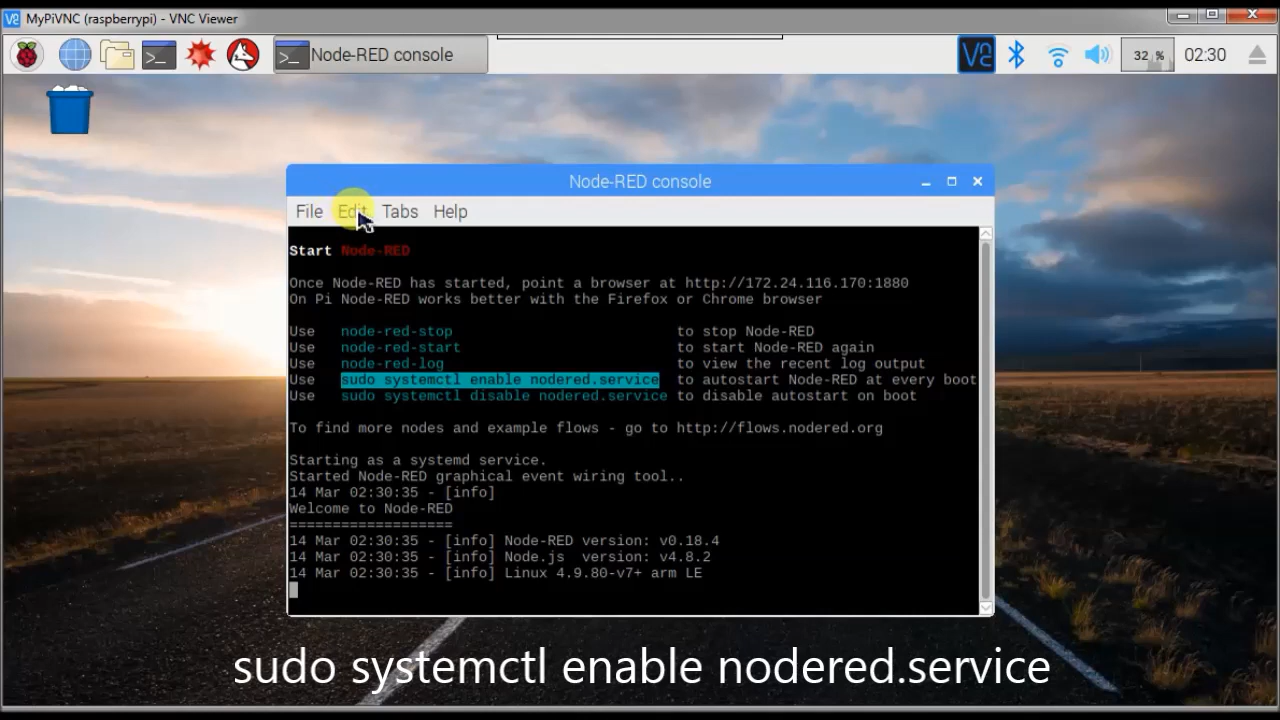 MyPiVNC (raspberrypi) - VNC Viewer
Node-RED console
32 %
02:30
Node-RED console
File Edit Tabs Help
Start Node-RED
Once Node-RED has started, point a browser at http://172.24.116.170:1880
On Pi Node-RED works better with the Firefox or Chrome browser
Use node-red-stop to stop Node-RED
Use node-red-start to start Node-RED again
Use node-red-log to view the recent log output
Use sudo systemctl enable nodered.service to autostart Node-RED at every boot
Use sudo systemctl disable nodered.service to disable autostart on boot
To find more nodes and example flows - go to http://flows.nodered.org
Starting as a systemd service.
Started Node-RED graphical event wiring tool..
14 Mar 02:30:35 - [info]
Welcome to Node-RED
===================
14 Mar 02:30:35 - [info] Node-RED version: v0.18.4
14 Mar 02:30:35 - [info] Node.js version: v4.8.2
14 Mar 02:30:35 - [info] Linux 4.9.80-v7+ arm LE
sudo systemctl enable nodered.service